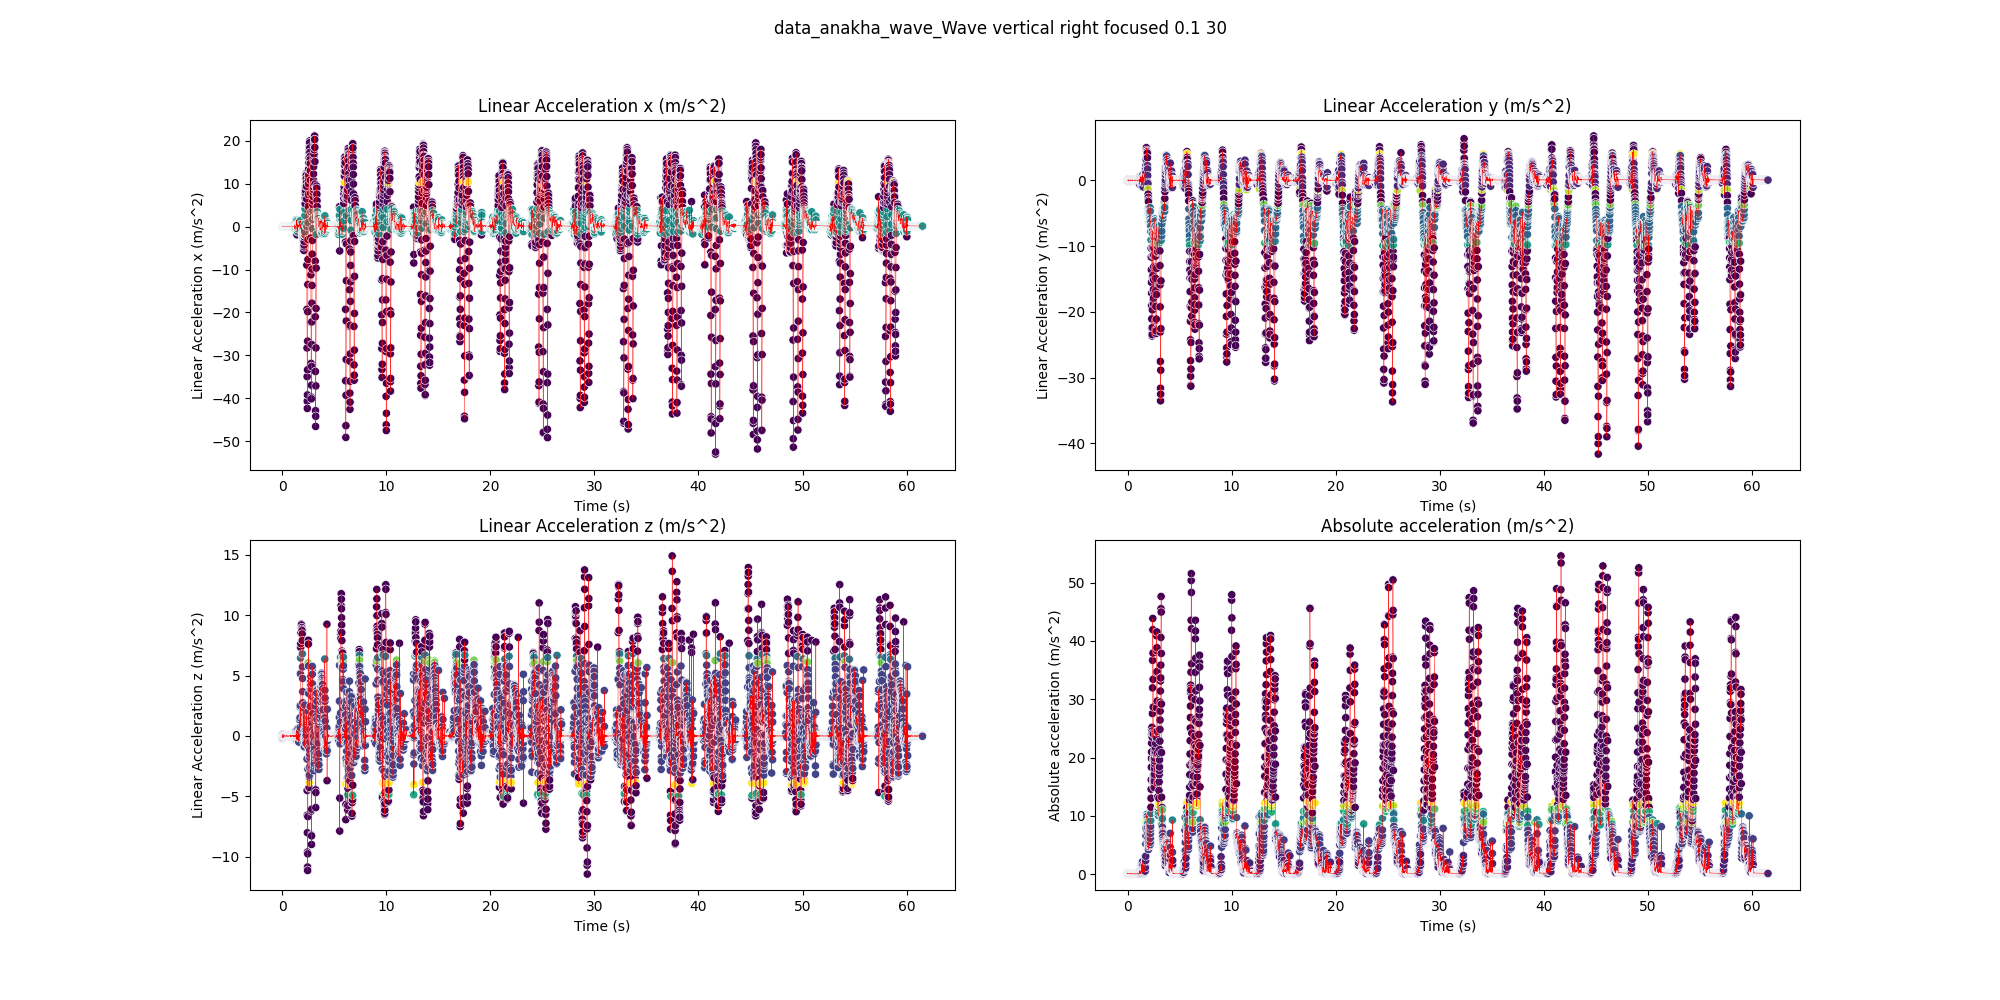 data_anakha_wave_Wave vertical right focused 0.1 30
Linear Acceleration x (m/s^2)
Linear Acceleration x (m/s^2)
20
10
0
−10
−20
−30
−40
−50
0 10 20 30 40 50 60
Time (s)
Linear Acceleration y (m/s^2)
Linear Acceleration y (m/s^2)
0
−10
−20
−30
−40
0 10 20 30 40 50 60
Time (s)
Linear Acceleration z (m/s^2)
Linear Acceleration z (m/s^2)
15
10
5
0
−5
−10
0 10 20 30 40 50 60
Time (s)
Absolute acceleration (m/s^2)
Absolute acceleration (m/s^2)
50
40
30
20
10
0
0 10 20 30 40 50 60
Time (s)